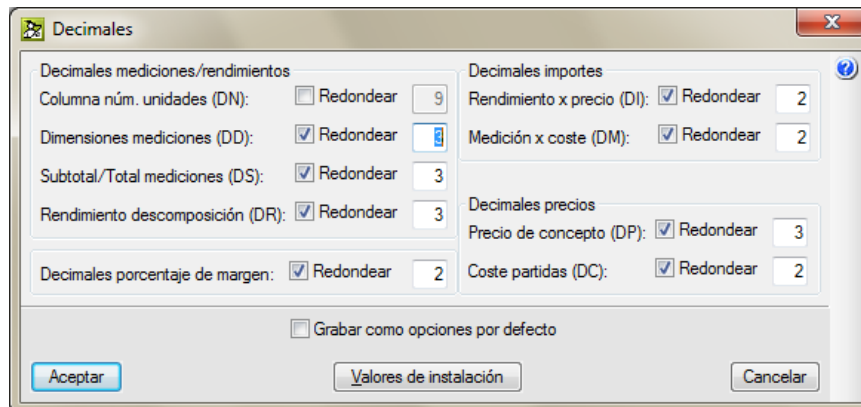 Decimales
Decimales mediciones/rendimientos
Columna núm. unidades (DN): Redondear 9
Dimensiones mediciones (DD): Redondear 3
Subtotal/Total mediciones (DS): Redondear 3
Rendimiento descomposición (DR): Redondear 3
Decimales porcentaje de margen: Redondear 2
Decimales importes
Rendimiento x precio (DI): Redondear 2
Medición x coste (DM): Redondear 2
Decimales precios
Precio de concepto (DP): Redondear 3
Coste partidas (DC): Redondear 2
Grabar como opciones por defecto
Aceptar
Valores de instalación
Cancelar